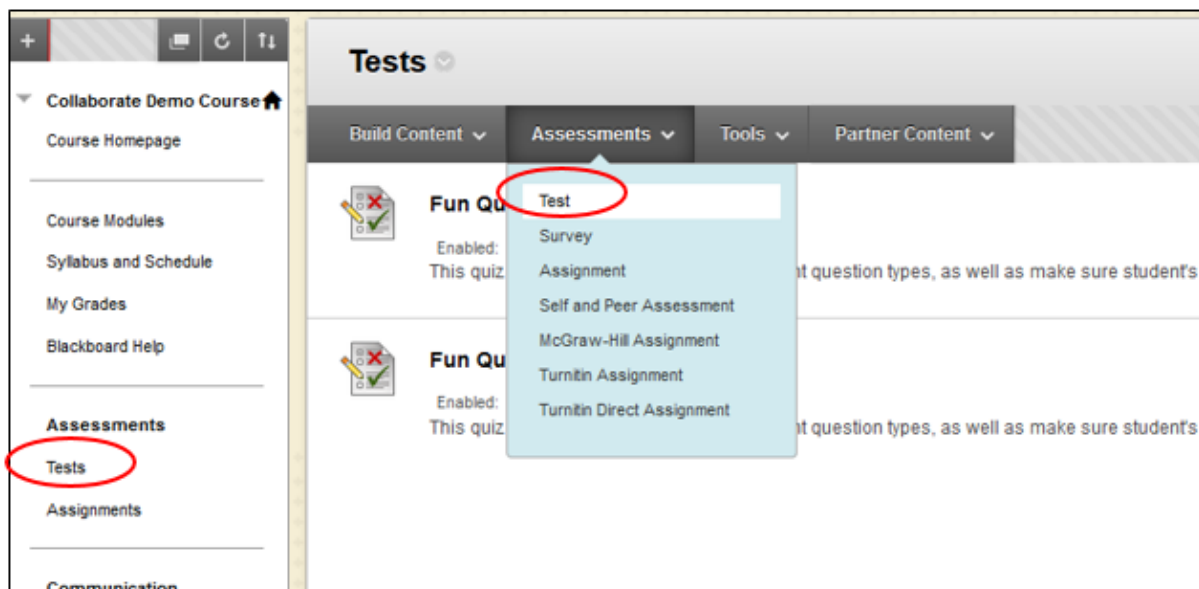 Collaborate Demo Course
Course Homepage
Course Modules
Syllabus and Schedule
My Grades
Blackboard Help
Assessments
Tests
Assignments
Communication
Tests
Build Content
Assessments
Tools
Partner Content
Test
Survey
Assignment
Self and Peer Assessment
McGraw-Hill Assignment
Turnitin Assignment
Turnitin Direct Assignment
Fun Qu
Enabled:
This quiz nt question types, as well as make sure student's
Fun Qu
Enabled:
This quiz nt question types, as well as make sure student's